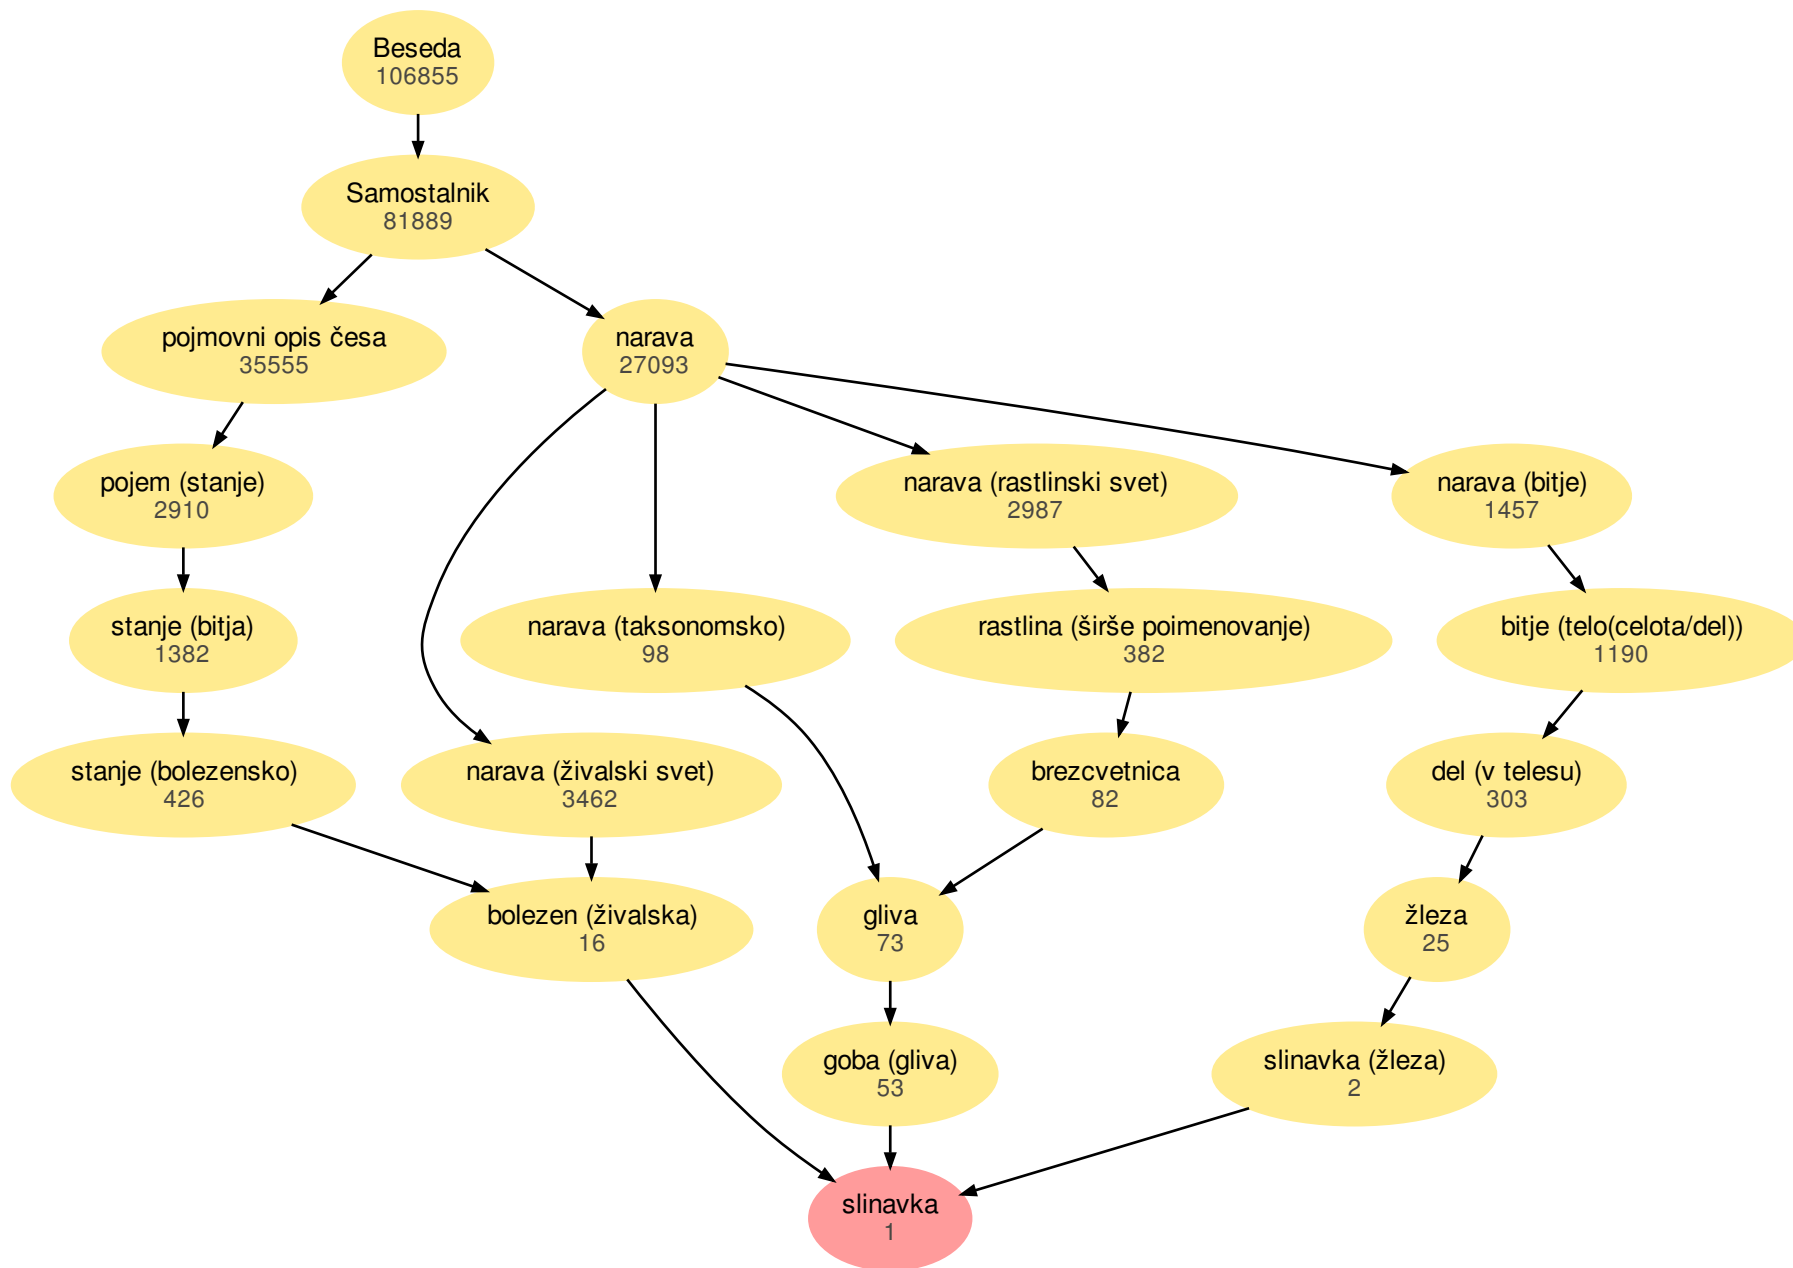 Beseda
106855
Samostalnik
81889
pojmovni opis česa
35555
narava
27093
pojem (stanje)
2910
narava (rastlinski svet)
2987
narava (bitje)
1457
stanje (bitja)
1382
narava (taksonomsko)
98
rastlina (širše poimenovanje)
382
bitje (telo(celota/del))
1190
stanje (bolezensko)
426
narava (živalski svet)
3462
brezcvetnica
82
del (v telesu)
303
bolezen (živalska)
16
gliva
73
žleza
25
goba (gliva)
53
slinavka (žleza)
2
slinavka
1